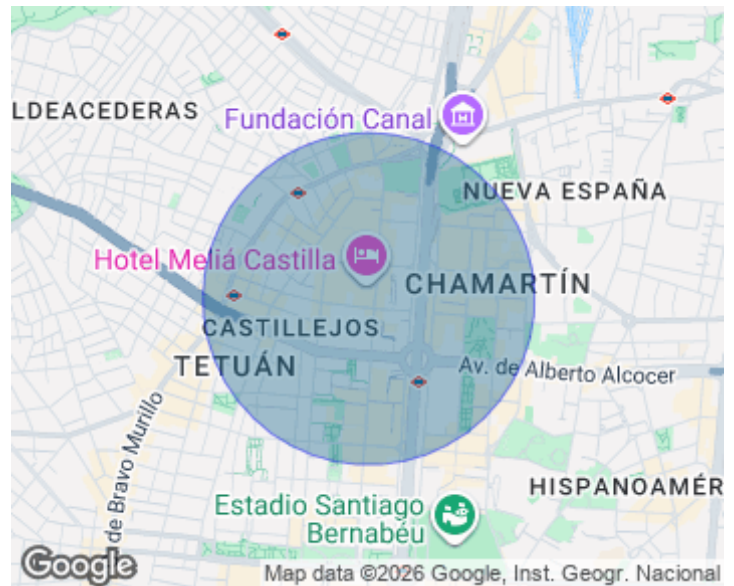 LDEACEDERAS
Fundación Canal
NUEVA ESPAÑA
Hotel Meliá Castilla
CHAMARTÍN
CASTILLEJOS
TETUÁN
Av. de Alberto Alcocer
de Bravo Murillo
HISPANOAMÉR
Estadio Santiago
Bernabéu
Google
Map data ©2026 Google, Inst. Geogr. Nacional